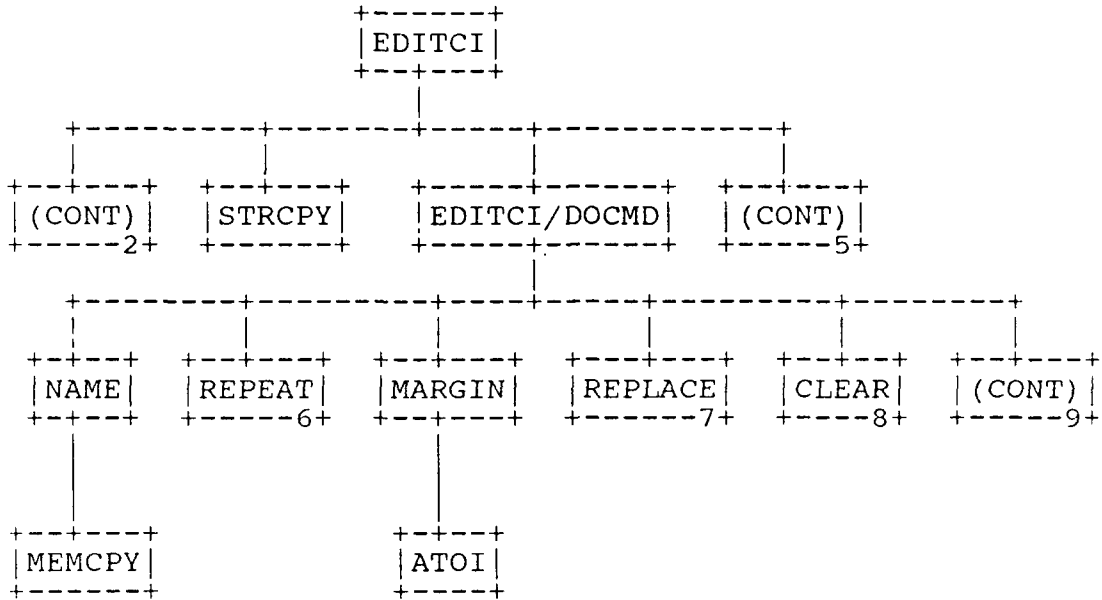 EDITCI
(CONT) STRCPY EDITCI/DOCMD (CONT)
2 5
NAME REPEAT MARGIN REPLACE CLEAR (CONT)
6 7 8 9
MEMCPY ATOI